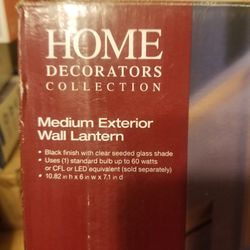 HOME
DECORATORS
COLLECTION
Medium Exterior
Wall Lantern
• Black finish with clear seeded glass shade
• Uses (1) standard bulb up to 60 watts
or CFL or LED equivalent (sold separately)
• 10.82 in h x 6 in w x 7.1 in d